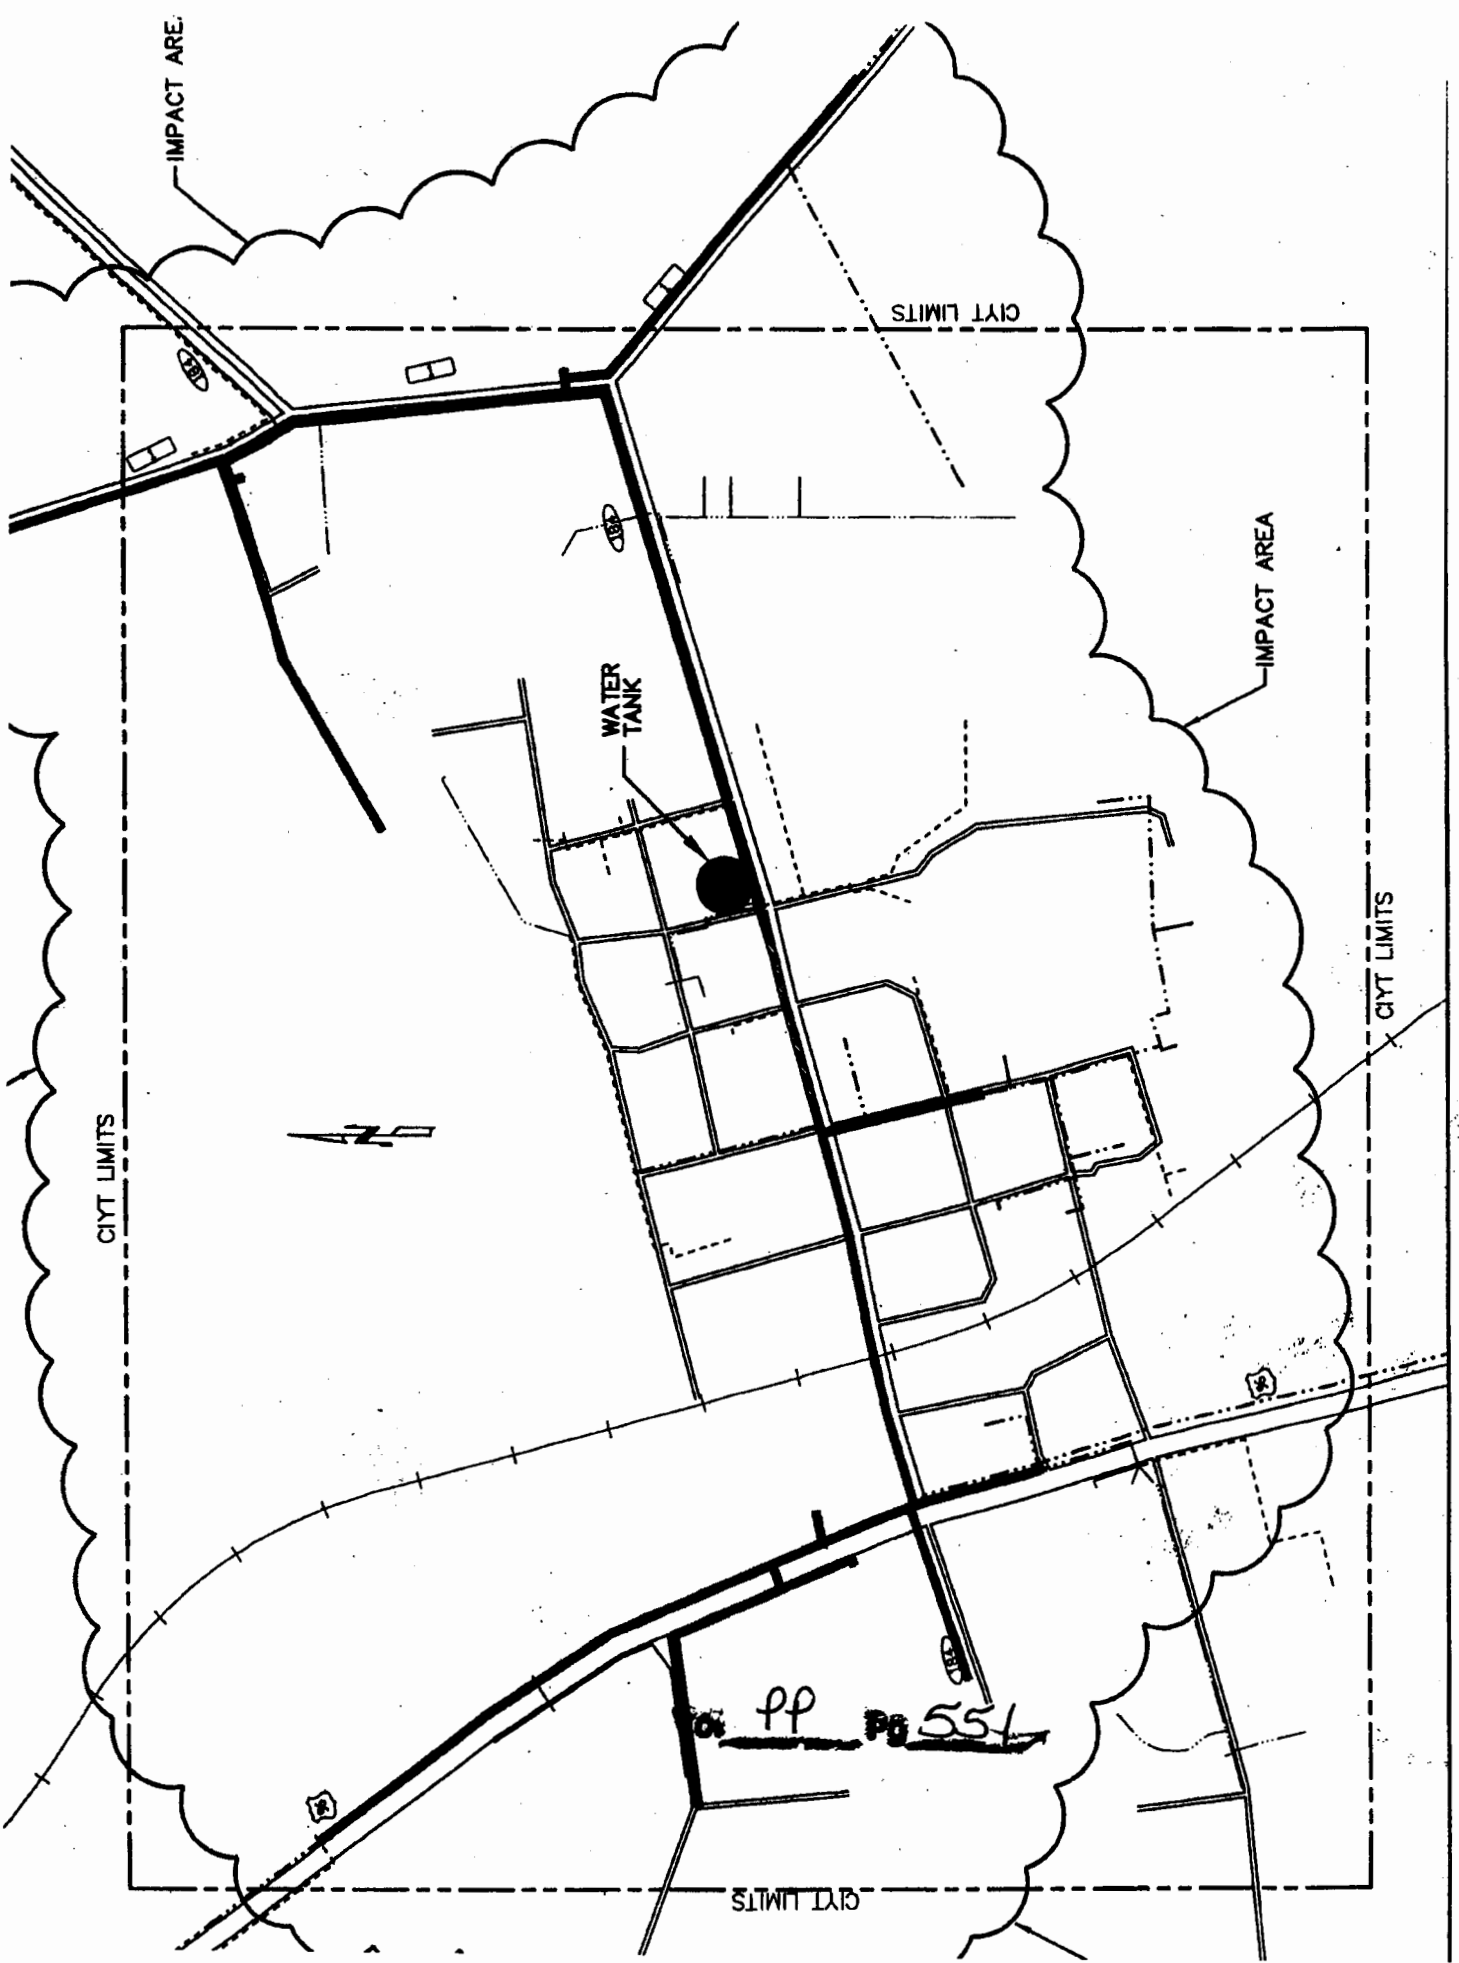 IMPACT ARE
184
CIYT LIMITS
184
WATER
TANK
IMPACT AREA
CIYT LIMITS
CIYT LIMITS
N
96
184
PP Pg 551
96
CIYT LIMITS